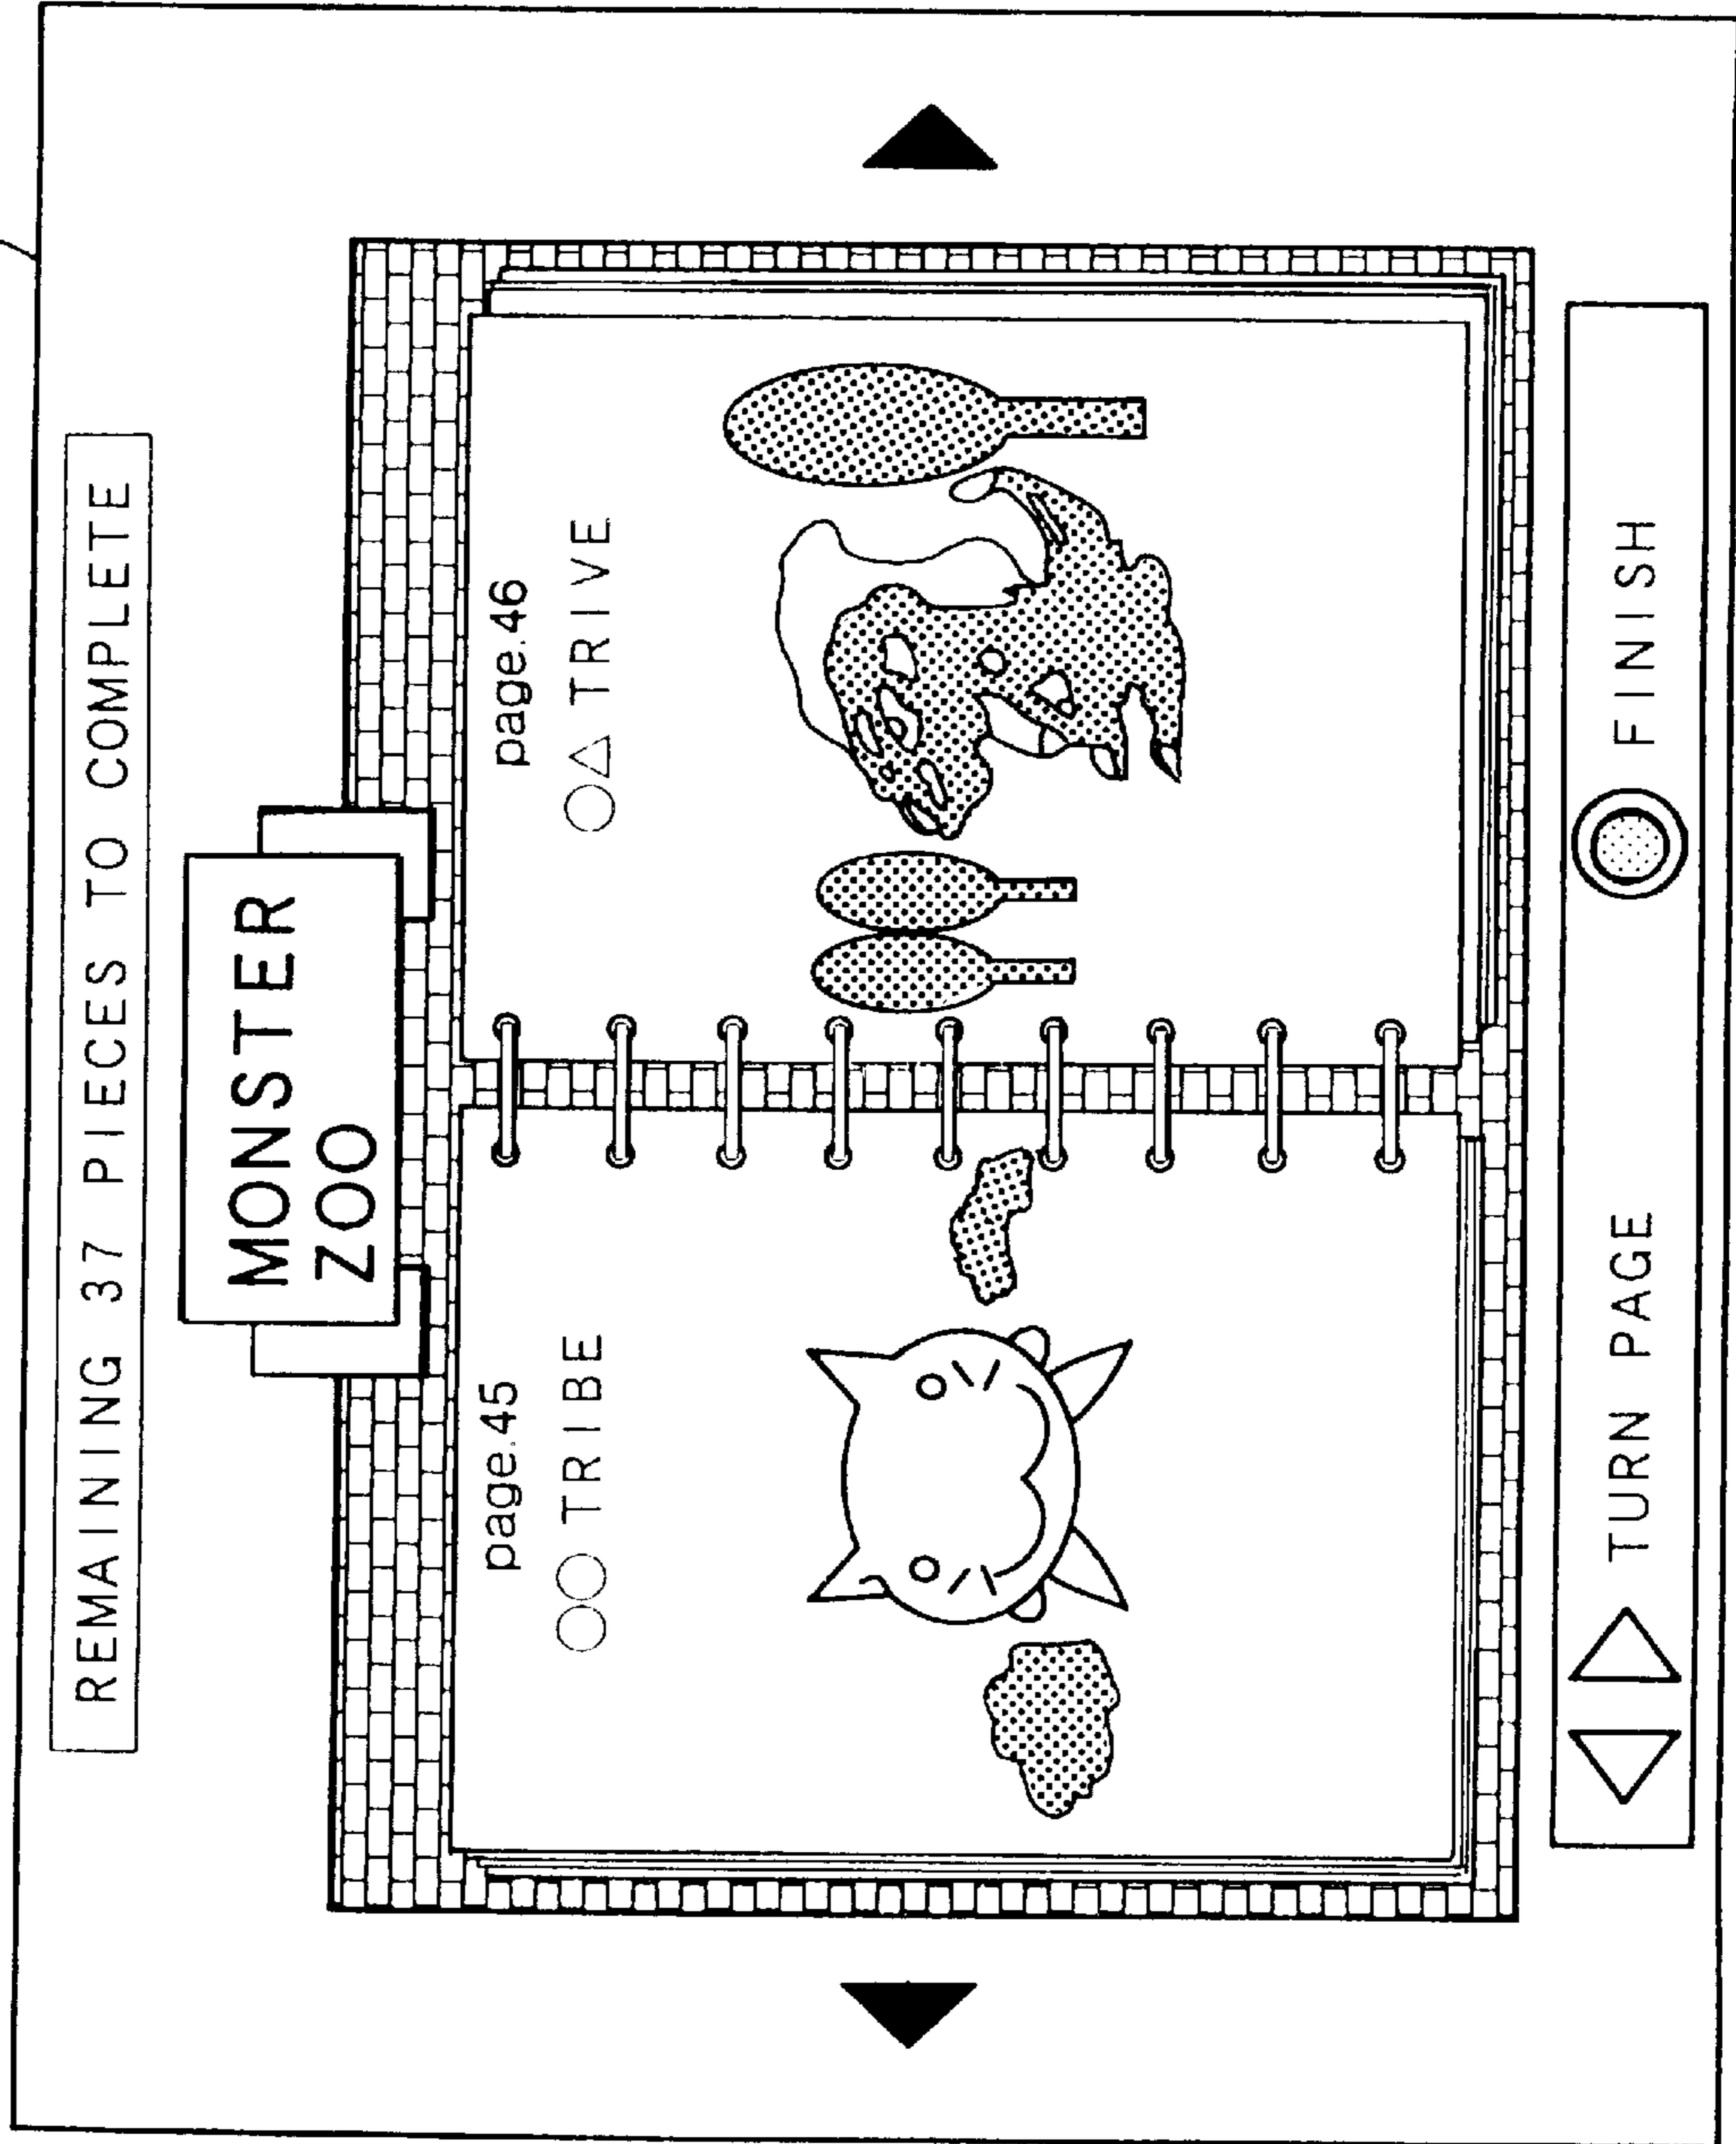 REMAINING 37 PIECES TO COMPLETE
MONSTER
ZOO
page.45
○○ TRIBE
page.46
○△ TRIVE
◁ ▷ TURN PAGE
FINISH